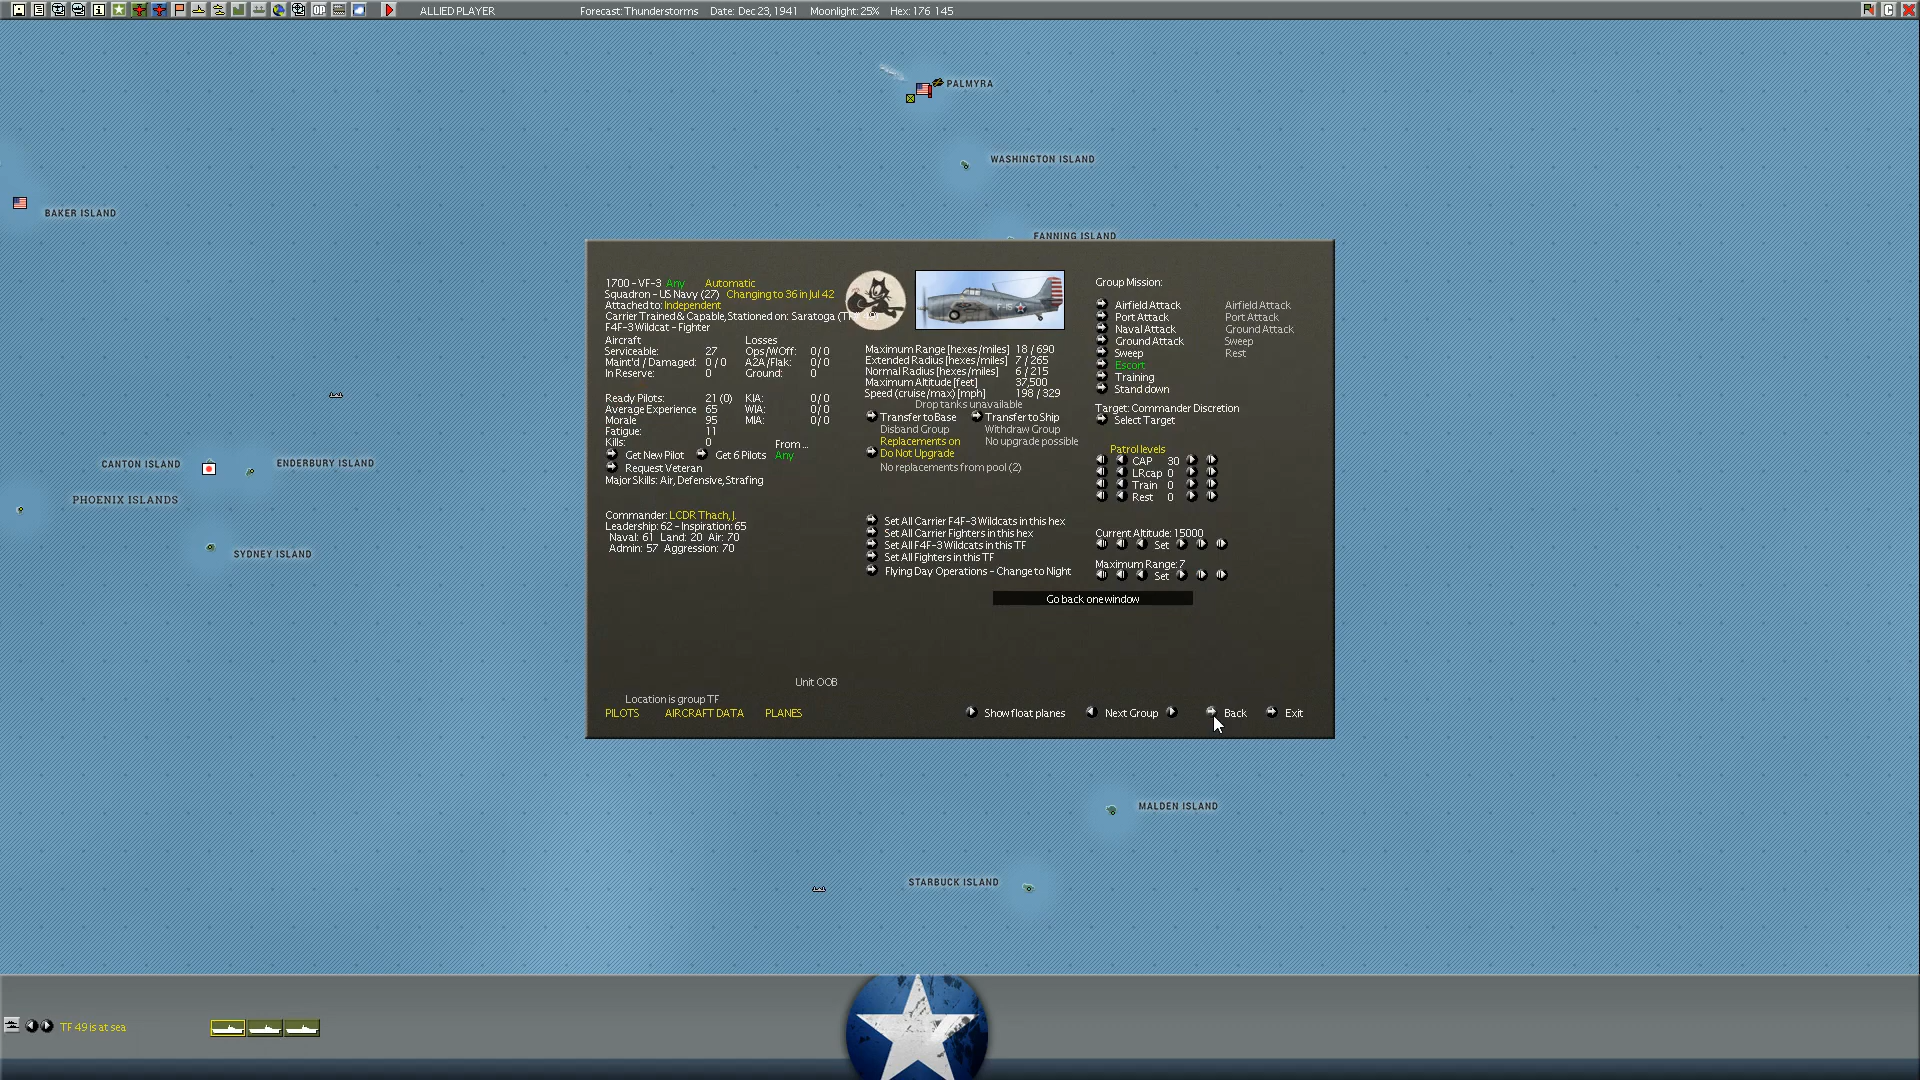 ALLIED PLAYER
Forecast: Thunderstorms Date: Dec 23, 1941 Moonlight: 25% Hex: 176 145
OP
C
PALMYRA
WASHINGTON ISLAND
BAKER ISLAND
FANNING ISLAND
1700 - VF-3 Any Automatic
Squadron - US Navy (27) Changing to 36 in Jul 42
Attached to: Independent
Carrier Trained & Capable, Stationed on: Saratoga
F4F-3 Wildcat - Fighter
Aircraft Losses
Serviceable: 27 Ops/WOff: 0/ 0
Maint'd / Damaged: 0 / 0 A2A /Flak: 0/ 0
In Reserve: 0 Ground: 0
Ready Pilots: 21 (0) KIA: 0/ 0
Average Experience 65 WIA: 0/ 0
Morale 95 MIA: 0/ 0
Fatigue: 11
Kills: 0 From ...
Get New Pilot Get 6 Pilots Any
Request Veteran
Major Skills: Air, Defensive, Strafing
Commander: LCDR Thach, J.
Leadership: 62 - Inspiration: 65
Naval: 61 Land: 20 Air: 70
Admin: 57 Aggression: 70
F-15
Maximum Range [hexes/miles] 18 / 690
Extended Radius [hexes/miles] 7 / 265
Normal Radius [hexes/miles] 6 / 215
Maximum Altitude [feet] 37,500
Speed (cruise/max) [mph] 198 / 329
Drop tanks unavailable
Transfer to Base Transfer to Ship
Disband Group Withdraw Group
Replacements on No upgrade possible
Do Not Upgrade
No replacements from pool (2)
Set All Carrier F4F-3 Wildcats in this hex
Set All Carrier Fighters in this hex
Set All F4F-3 Wildcats in this TF
Set All Fighters in this TF
Flying Day Operations - Change to Night
Group Mission:
Airfield Attack Airfield Attack
Port Attack Port Attack
Naval Attack Ground Attack
Ground Attack Sweep
Sweep Rest
Escort
Training
Stand down
Target: Commander Discretion
Select Target
Patrol levels
CAP 30
LRcap 0
Train 0
Rest 0
Current Altitude: 15000
Set
Maximum Range: 7
Set
Go back one window
Unit OOB
Location is group TF
PILOTS AIRCRAFT DATA PLANES
Show float planes Next Group Back Exit
CANTON ISLAND
ENDERBURY ISLAND
PHOENIX ISLANDS
SYDNEY ISLAND
MALDEN ISLAND
STARBUCK ISLAND
TF 49 is at sea